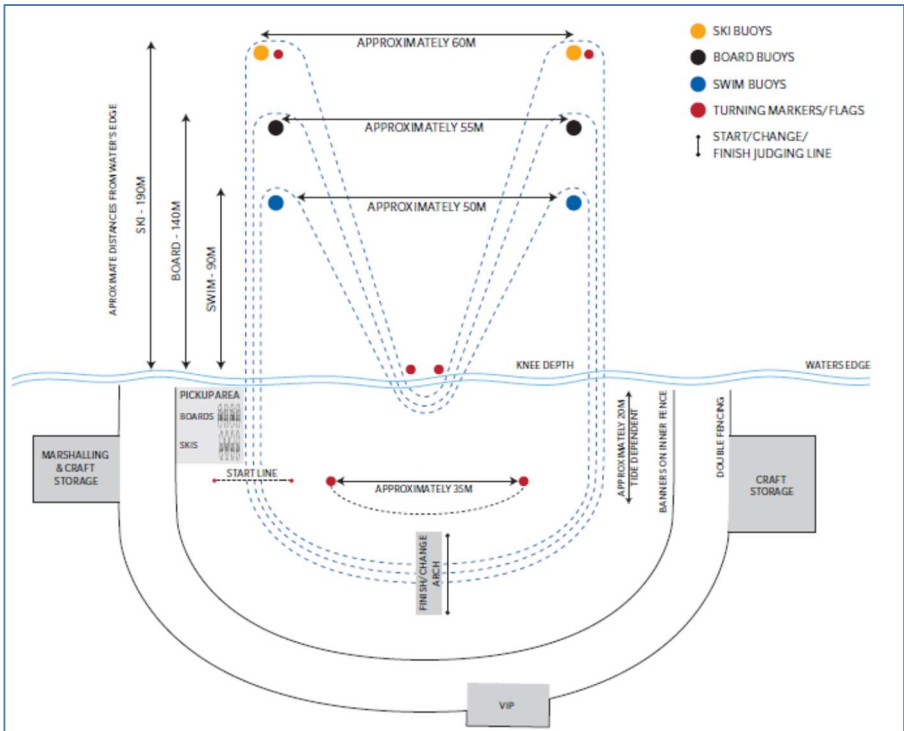 APPROXIMATELY 60M
SKI BUOYS
BOARD BUOYS
SWIM BUOYS
TURNING MARKERS/FLAGS
START/CHANGE/
FINISH JUDGING LINE
APPROXIMATELY 55M
APPROXIMATELY 50M
APROXIMATE DISTANCES FROM WATER'S EDGE
SKI - 190M
BOARD - 140M
SWIM - 90M
KNEE DEPTH
WATERS EDGE
PICKUP AREA
BOARDS
SKIS
MARSHALLING
& CRAFT
STORAGE
START LINE
APPROXIMATELY 35M
APPROXIMATELY 20M
TIDE DEPENDENT
BANNERS ON INNER FENCE
DOUBLE FENCING
CRAFT
STORAGE
FINISH/CHANGE
ARCH
VIP